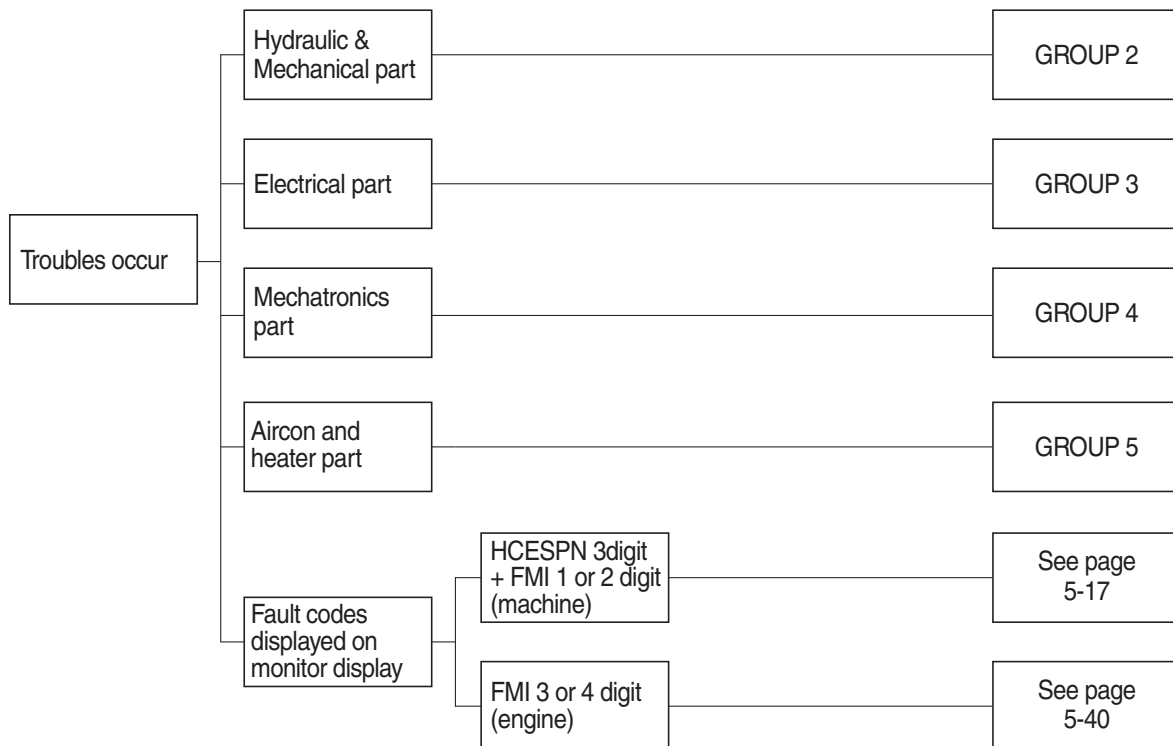 Hydraulic &
Mechanical part
GROUP 2
Electrical part
GROUP 3
Troubles occur
Mechatronics
part
GROUP 4
Aircon and
heater part
GROUP 5
HCESPN 3digit
+ FMI 1 or 2 digit
(machine)
See page
5-17
Fault codes
displayed on
monitor display
FMI 3 or 4 digit
(engine)
See page
5-40